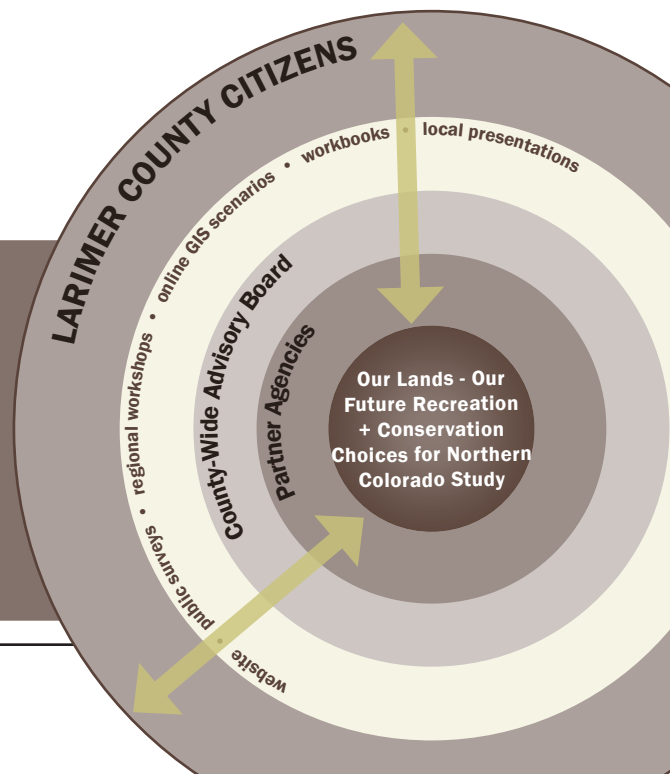 LARIMER COUNTY CITIZENS
website • public surveys • regional workshops • online GIS scenarios • workbooks • local presentations
County-Wide Advisory Board
Partner Agencies
Our Lands - Our
Future Recreation
+ Conservation
Choices for Northern
Colorado Study